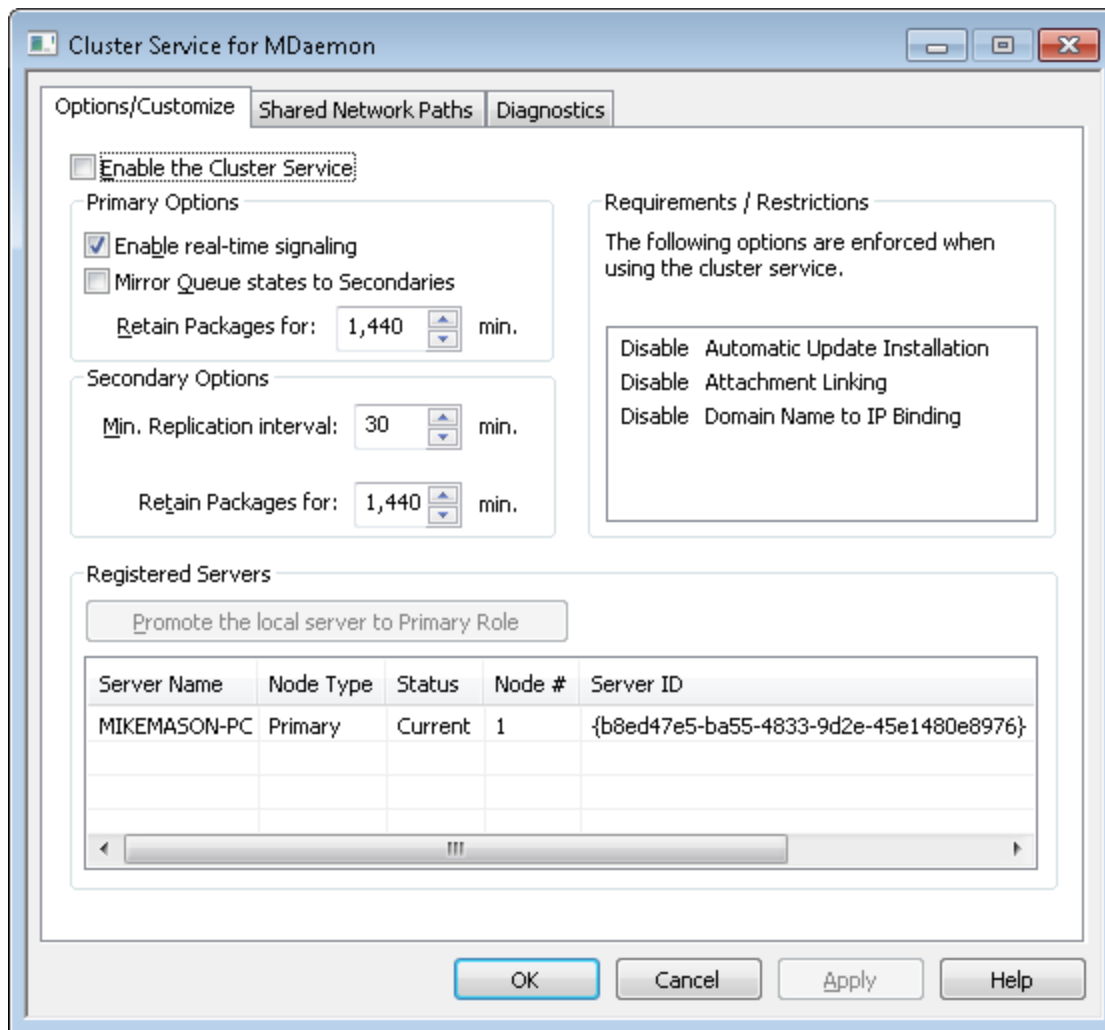 Cluster Service for MDaemon
Options/Customize Shared Network Paths Diagnostics
Enable the Cluster Service
Primary Options
Enable real-time signaling
Mirror Queue states to Secondaries
Retain Packages for: 1,440 min.
Secondary Options
Min. Replication interval: 30 min.
Retain Packages for: 1,440 min.
Requirements / Restrictions
The following options are enforced when
using the cluster service.
Disable Automatic Update Installation
Disable Attachment Linking
Disable Domain Name to IP Binding
Registered Servers
Promote the local server to Primary Role
Server Name Node Type Status Node # Server ID
MIKEMASON-PC Primary Current 1 {b8ed47e5-ba55-4833-9d2e-45e1480e8976}
OK Cancel Apply Help